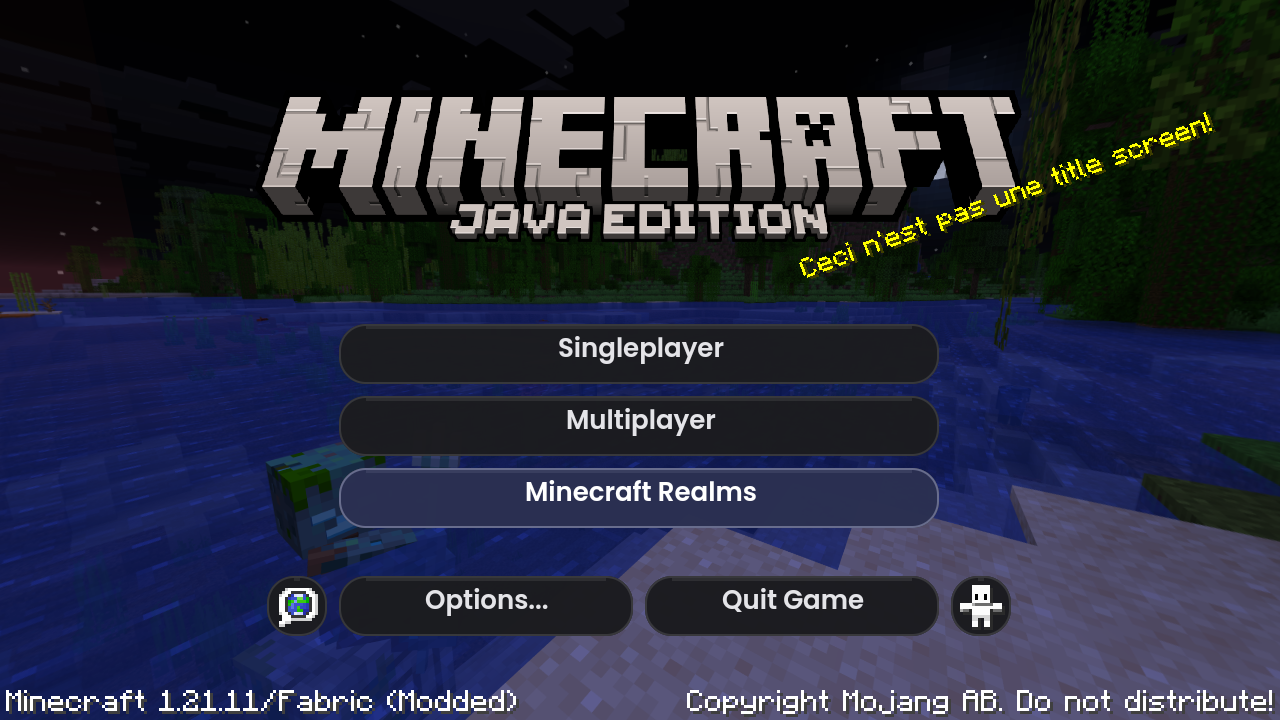 MINECRAFT
JAVA EDITION
Ceci n'est pas une title screen!
Singleplayer
Multiplayer
Minecraft Realms
Options...
Quit Game
Minecraft 1.21.11/Fabric (Modded)
Copyright Mojang AB. Do not distribute!